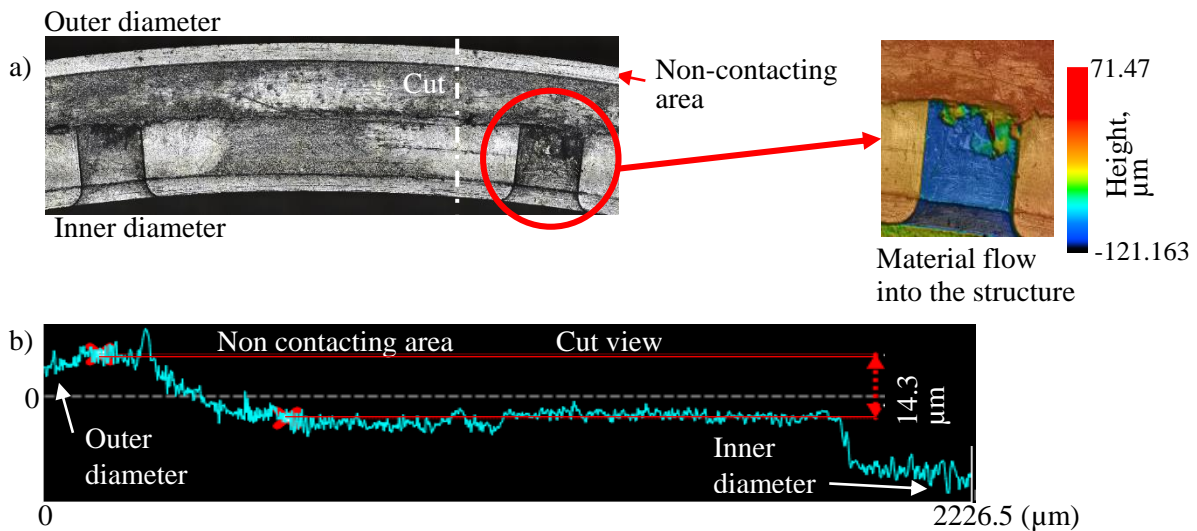 Outer diameter
a)
Cut
Non-contacting
area
Inner diameter
71.47
Height,
µm
-121.163
Material flow
into the structure
b)
Non contacting area
Cut view
0
14.3
µm
Outer
diameter
Inner
diameter
0
2226.5 (µm)